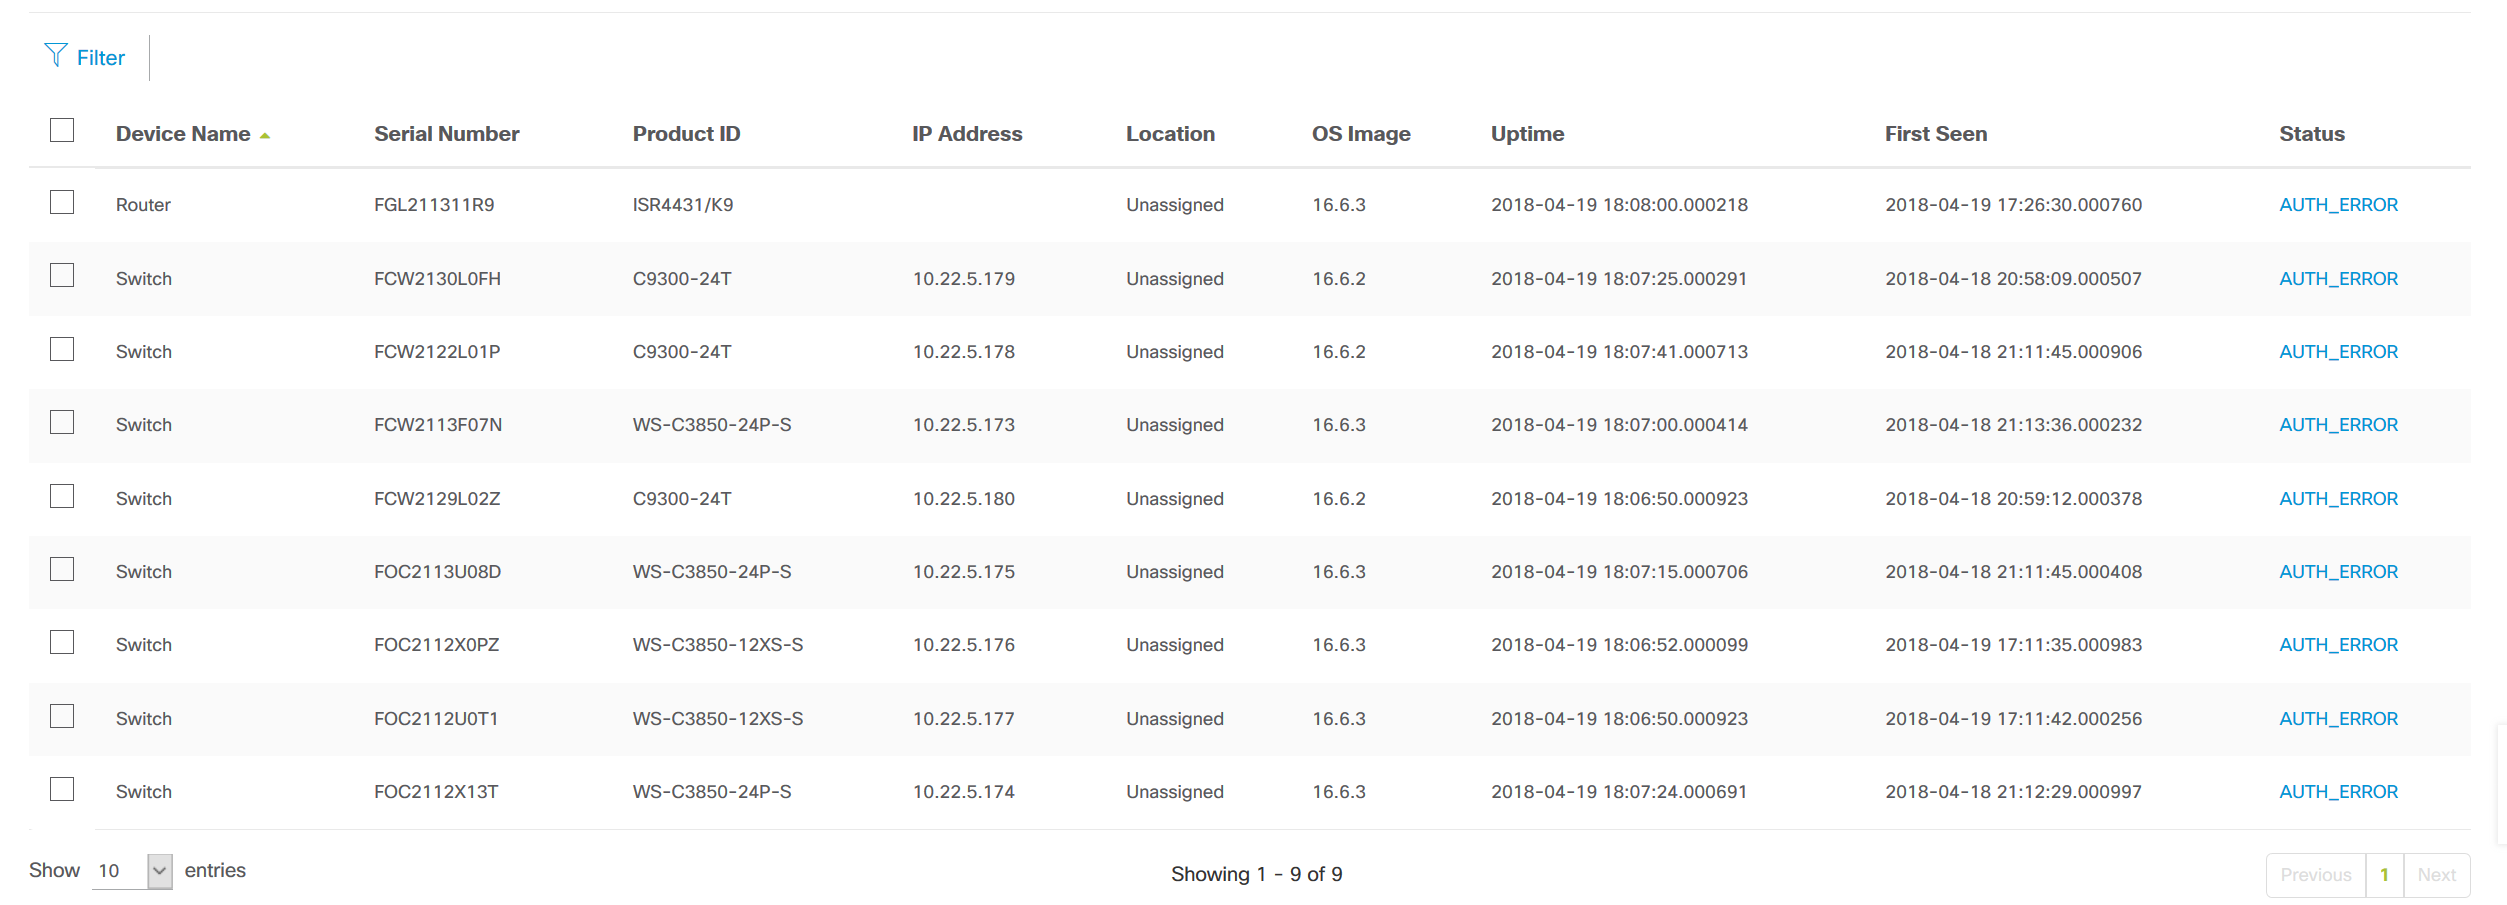 Filter
Device Name Serial Number Product ID IP Address Location OS Image Uptime First Seen Status
Router FGL211311R9 ISR4431/K9 Unassigned 16.6.3 2018-04-19 18:08:00.000218 2018-04-19 17:26:30.000760 AUTH_ERROR
Switch FCW2130L0FH C9300-24T 10.22.5.179 Unassigned 16.6.2 2018-04-19 18:07:25.000291 2018-04-18 20:58:09.000507 AUTH_ERROR
Switch FCW2122L01P C9300-24T 10.22.5.178 Unassigned 16.6.2 2018-04-19 18:07:41.000713 2018-04-18 21:11:45.000906 AUTH_ERROR
Switch FCW2113F07N WS-C3850-24P-S 10.22.5.173 Unassigned 16.6.3 2018-04-19 18:07:00.000414 2018-04-18 21:13:36.000232 AUTH_ERROR
Switch FCW2129L02Z C9300-24T 10.22.5.180 Unassigned 16.6.2 2018-04-19 18:06:50.000923 2018-04-18 20:59:12.000378 AUTH_ERROR
Switch FOC2113U08D WS-C3850-24P-S 10.22.5.175 Unassigned 16.6.3 2018-04-19 18:07:15.000706 2018-04-18 21:11:45.000408 AUTH_ERROR
Switch FOC2112X0PZ WS-C3850-12XS-S 10.22.5.176 Unassigned 16.6.3 2018-04-19 18:06:52.000099 2018-04-19 17:11:35.000983 AUTH_ERROR
Switch FOC2112U0T1 WS-C3850-12XS-S 10.22.5.177 Unassigned 16.6.3 2018-04-19 18:06:50.000923 2018-04-19 17:11:42.000256 AUTH_ERROR
Switch FOC2112X13T WS-C3850-24P-S 10.22.5.174 Unassigned 16.6.3 2018-04-19 18:07:24.000691 2018-04-18 21:12:29.000997 AUTH_ERROR
Show 10 entries Showing 1 - 9 of 9 Previous 1 Next